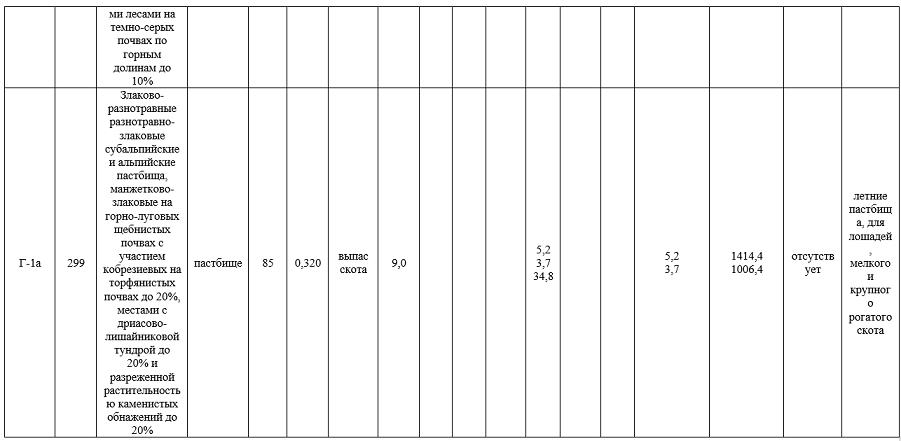 ми лесами на
темно-серых
почвах по
горным
долинам до
10%
Г-1а
299
Злаково-
разнотравные
разнотравно-
злаковые
субальпийские
и альпийские
пастбища,
манжетково-
злаковые на
горно-луговых
щебнистых
почвах с
участием
кобрезиевых на
торфянистых
почвах до 20%,
местами с
дриасово-
лишайниковой
тундрой до
20% и
разреженной
растительность
ю каменистых
обнажений до
20%
пастбище
85
0,320
выпас
скота
9,0
5,2
3,7
34,8
5,2
3,7
1414,4
1006,4
отсутств
ует
летние
пастбищ
а, для
лошадей
,
мелкого
и
крупног
о
рогатого
скота